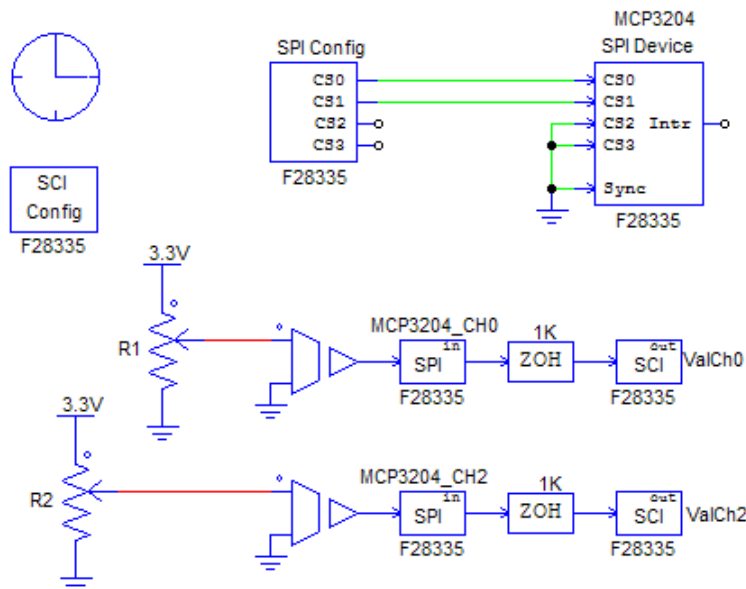 MCP3204
SPI Config
SPI Device
CS0
CS1
CS2
CS3
F28335
CS0
CS1
CS2
Intr
CS3
Sync
F28335
SCI
Config
F28335
3.3V
R1
MCP3204_CH0
in
SPI
F28335
1K
ZOH
out
SCI
F28335
ValCh0
3.3V
R2
MCP3204_CH2
in
SPI
F28335
1K
ZOH
out
SCI
F28335
ValCh2